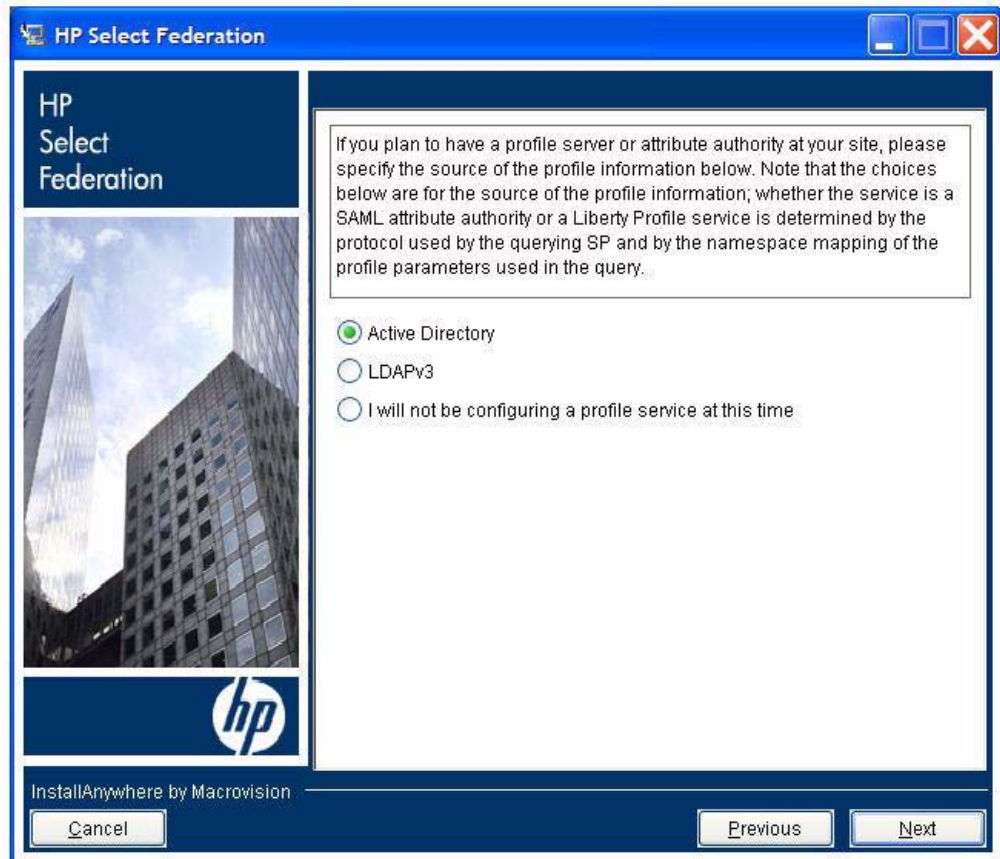 HP Select Federation
HP
Select
Federation
If you plan to have a profile server or attribute authority at your site, please
specify the source of the profile information below. Note that the choices
below are for the source of the profile information; whether the service is a
SAML attribute authority or a Liberty Profile service is determined by the
protocol used by the querying SP and by the namespace mapping of the
profile parameters used in the query.
Active Directory
LDAPv3
I will not be configuring a profile service at this time
hp
InstallAnywhere by Macrovision
Cancel
Previous
Next